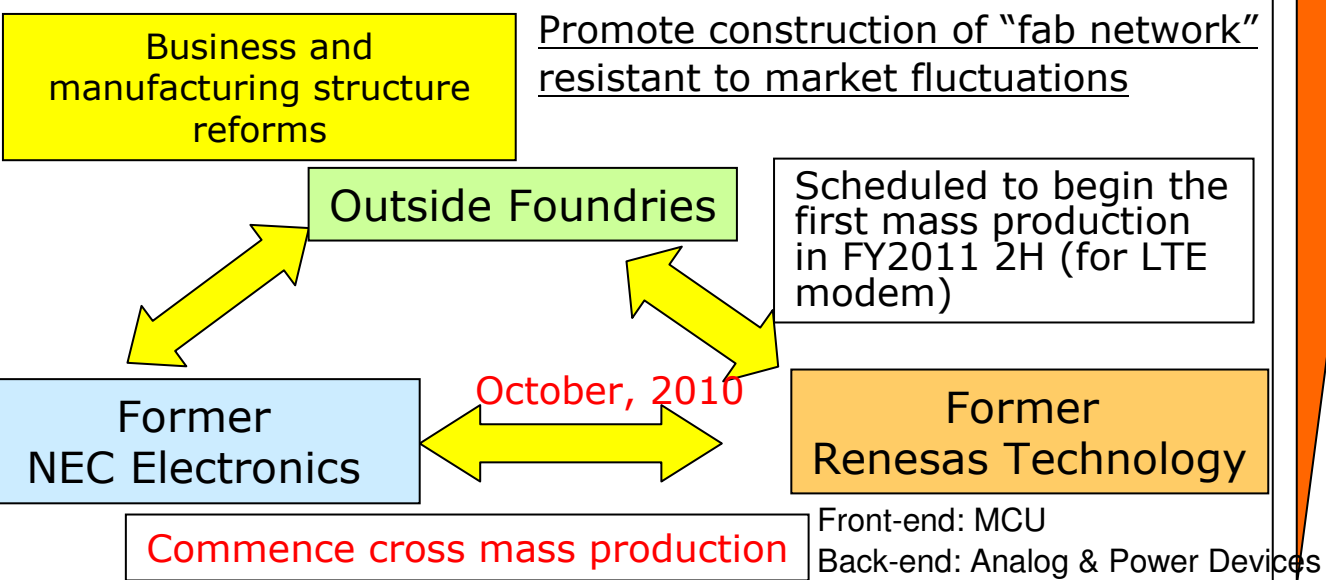 Business and
manufacturing structure
reforms
Promote construction of “fab network”
resistant to market fluctuations
Outside Foundries
Scheduled to begin the
first mass production
in FY2011 2H (for LTE
modem)
October, 2010
Former
NEC Electronics
Former
Renesas Technology
Commence cross mass production
Front-end: MCU
Back-end: Analog & Power Devices